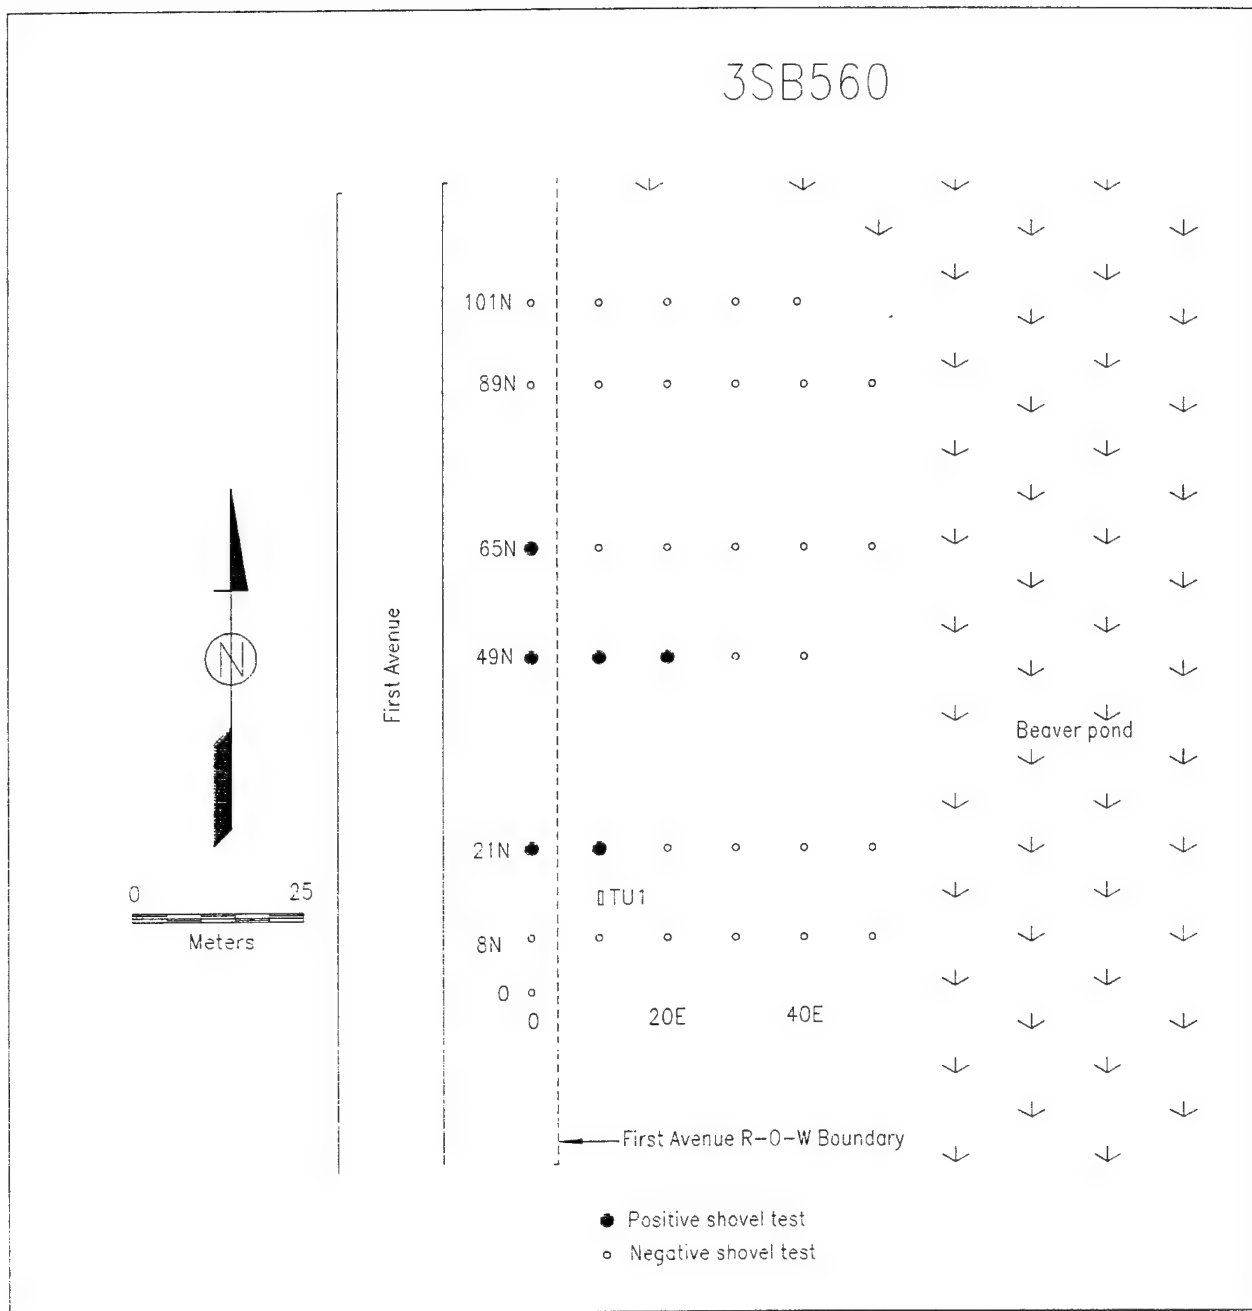 3SB560
101N
89N
65N
First Avenue
49N
N
Beaver pond
21N
0 25
TU1
Meters
8N
0
0 20E 40E
First Avenue R-O-W Boundary
Positive shovel test
Negative shovel test